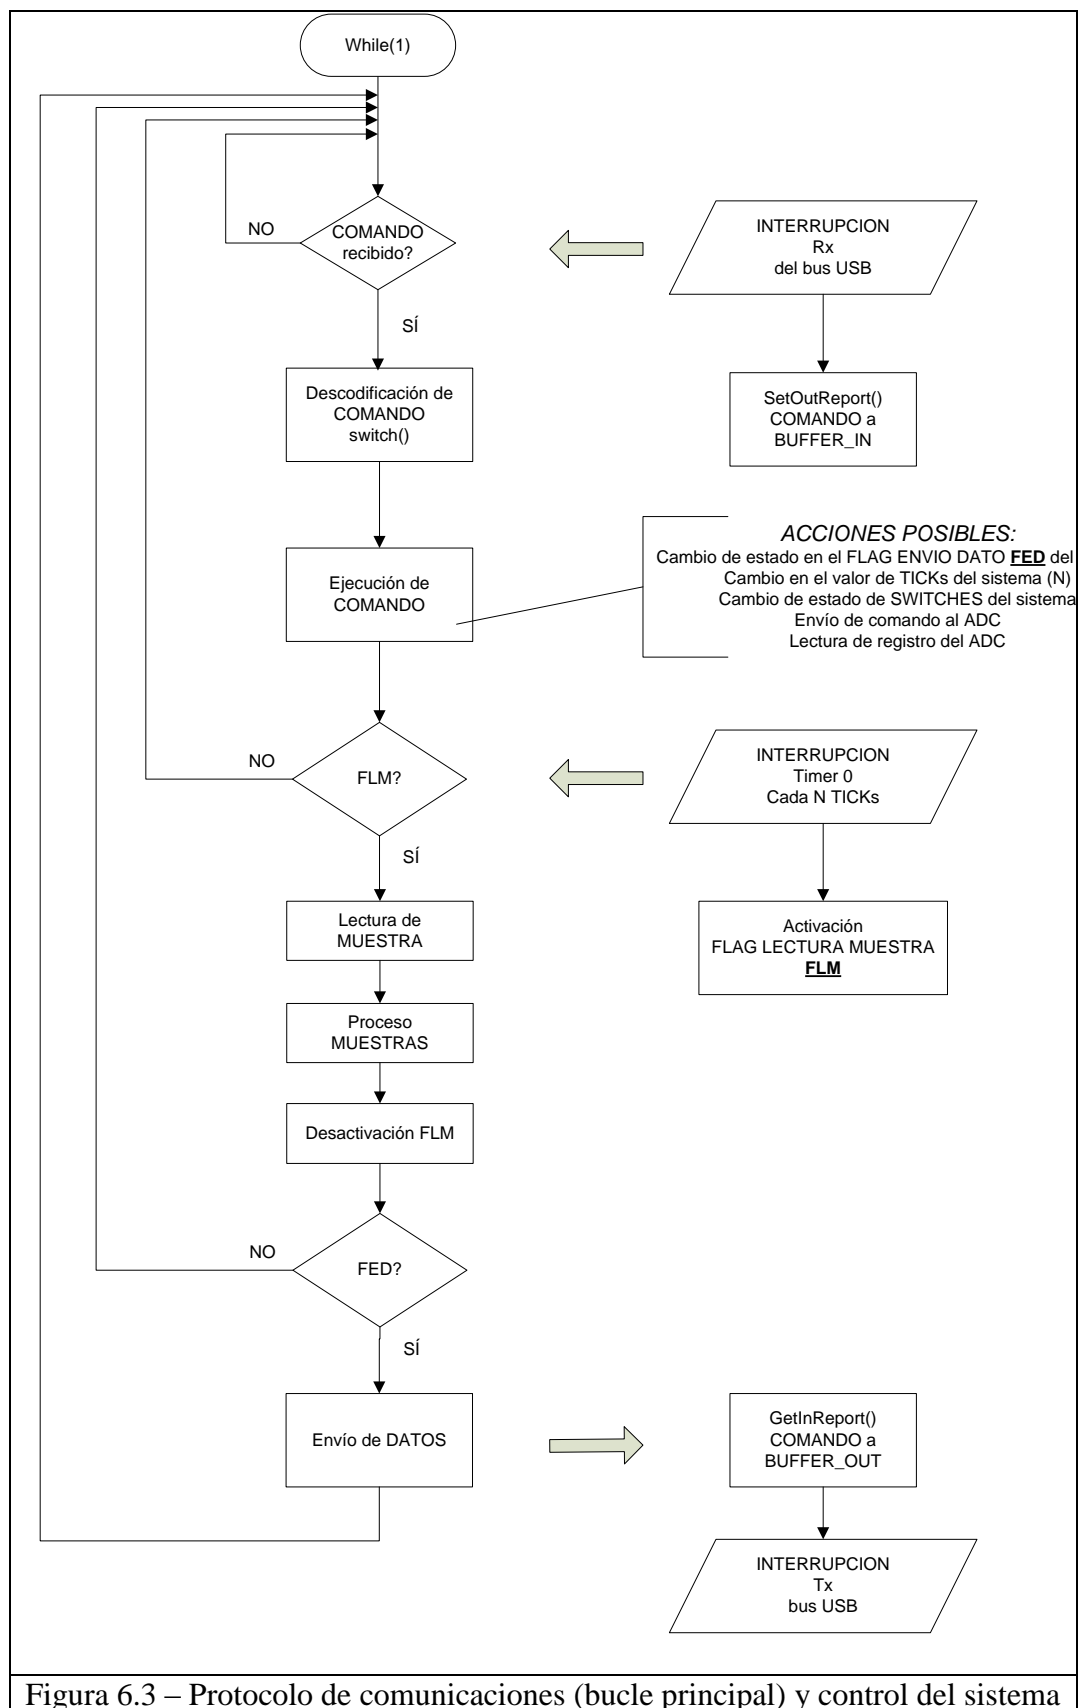 While(1)
COMANDO
recibido?
NO
SÍ
INTERRUPCION
Rx
del bus USB
SetOutReport()
COMANDO a
BUFFER_IN
Descodificación de
COMANDO
switch()
Ejecución de
COMANDO
ACCIONES POSIBLES:
Cambio de estado en el FLAG ENVIO DATO FED del
Cambio en el valor de TICKs del sistema (N)
Cambio de estado de SWITCHES del sistema
Envío de comando al ADC
Lectura de registro del ADC
FLM?
NO
SÍ
INTERRUPCION
Timer 0
Cada N TICKs
Activación
FLAG LECTURA MUESTRA
FLM
Lectura de
MUESTRA
Proceso
MUESTRAS
Desactivación FLM
FED?
NO
SÍ
Envío de DATOS
GetInReport()
COMANDO a
BUFFER_OUT
INTERRUPCION
Tx
bus USB
Figura 6.3 – Protocolo de comunicaciones (bucle principal) y control del sistema